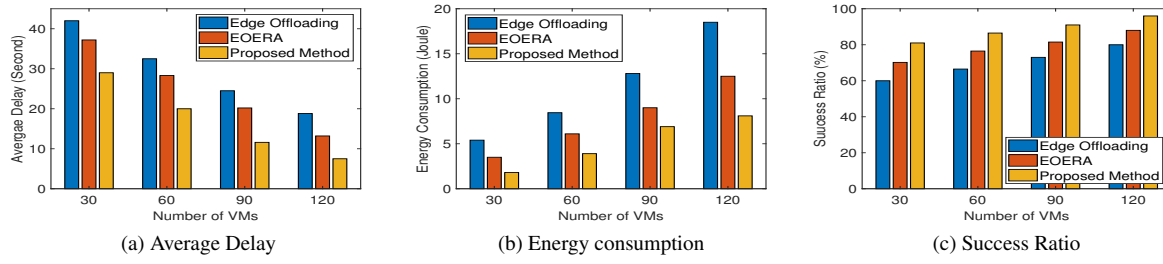 Avergae Delay (Second)
40
30
20
10
0
Edge Offloading
EOERA
Proposed Method
30 60 90 120
Number of VMs
(a) Average Delay
Energy Consumption (Joule)
20
15
10
5
0
Edge Offloading
EOERA
Proposed Method
30 60 90 120
Number of VMs
(b) Energy consumption
Suucess Ratio (%)
100
80
60
40
20
0
Edge Offloading
EOERA
Proposed Method
30 60 90 120
Number of VMs
(c) Success Ratio